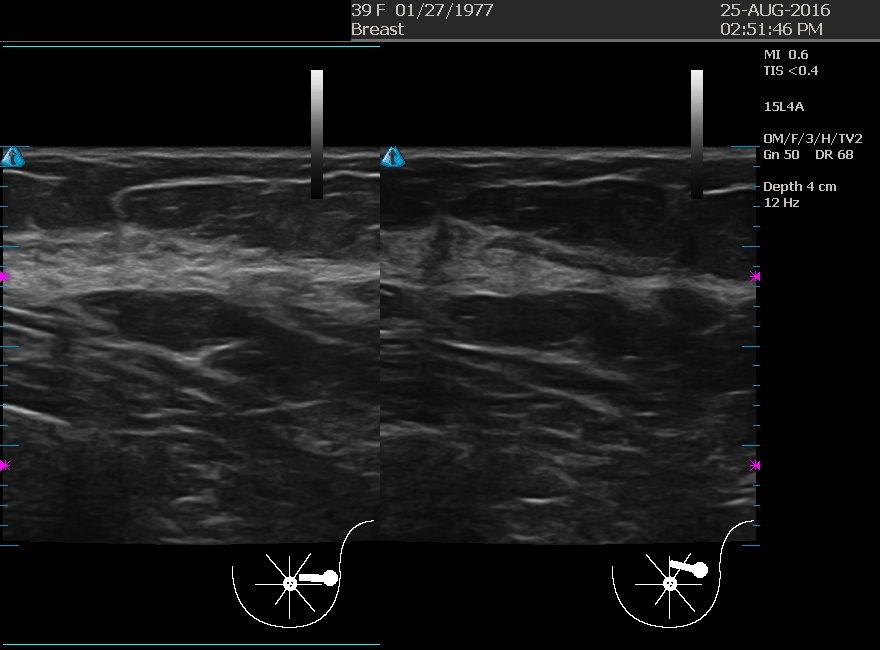 39 F 01/27/1977
25-AUG-2016
Breast
02:51:46 PM
MI 0.6
TIS <0.4
15L4A
OM/F/3/H/TV2
Gn 50 DR 68
Depth 4 cm
12 Hz